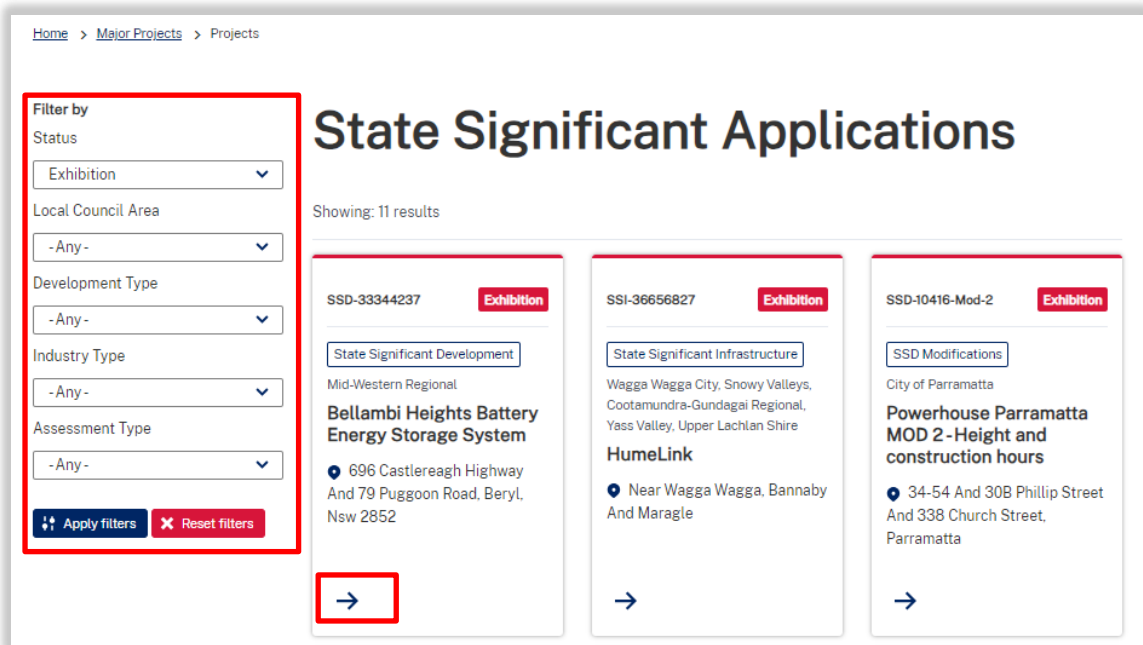 Home > Major Projects > Projects
Filter by
Status
Exhibition
Local Council Area
- Any -
Development Type
- Any -
Industry Type
- Any -
Assessment Type
- Any -
Apply filters
Reset filters
State Significant Applications
Showing: 11 results
SSD-33344237
Exhibition
State Significant Development
Mid-Western Regional
Bellambi Heights Battery
Energy Storage System
696 Castlereagh Highway
And 79 Puggoon Road, Beryl,
Nsw 2852
SSI-36656827
Exhibition
State Significant Infrastructure
Wagga Wagga City, Snowy Valleys,
Cootamundra-Gundagai Regional,
Yass Valley, Upper Lachlan Shire
HumeLink
Near Wagga Wagga, Bannaby
And Maragle
SSD-10416-Mod-2
Exhibition
SSD Modifications
City of Parramatta
Powerhouse Parramatta
MOD 2 - Height and
construction hours
34-54 And 30B Phillip Street
And 338 Church Street,
Parramatta